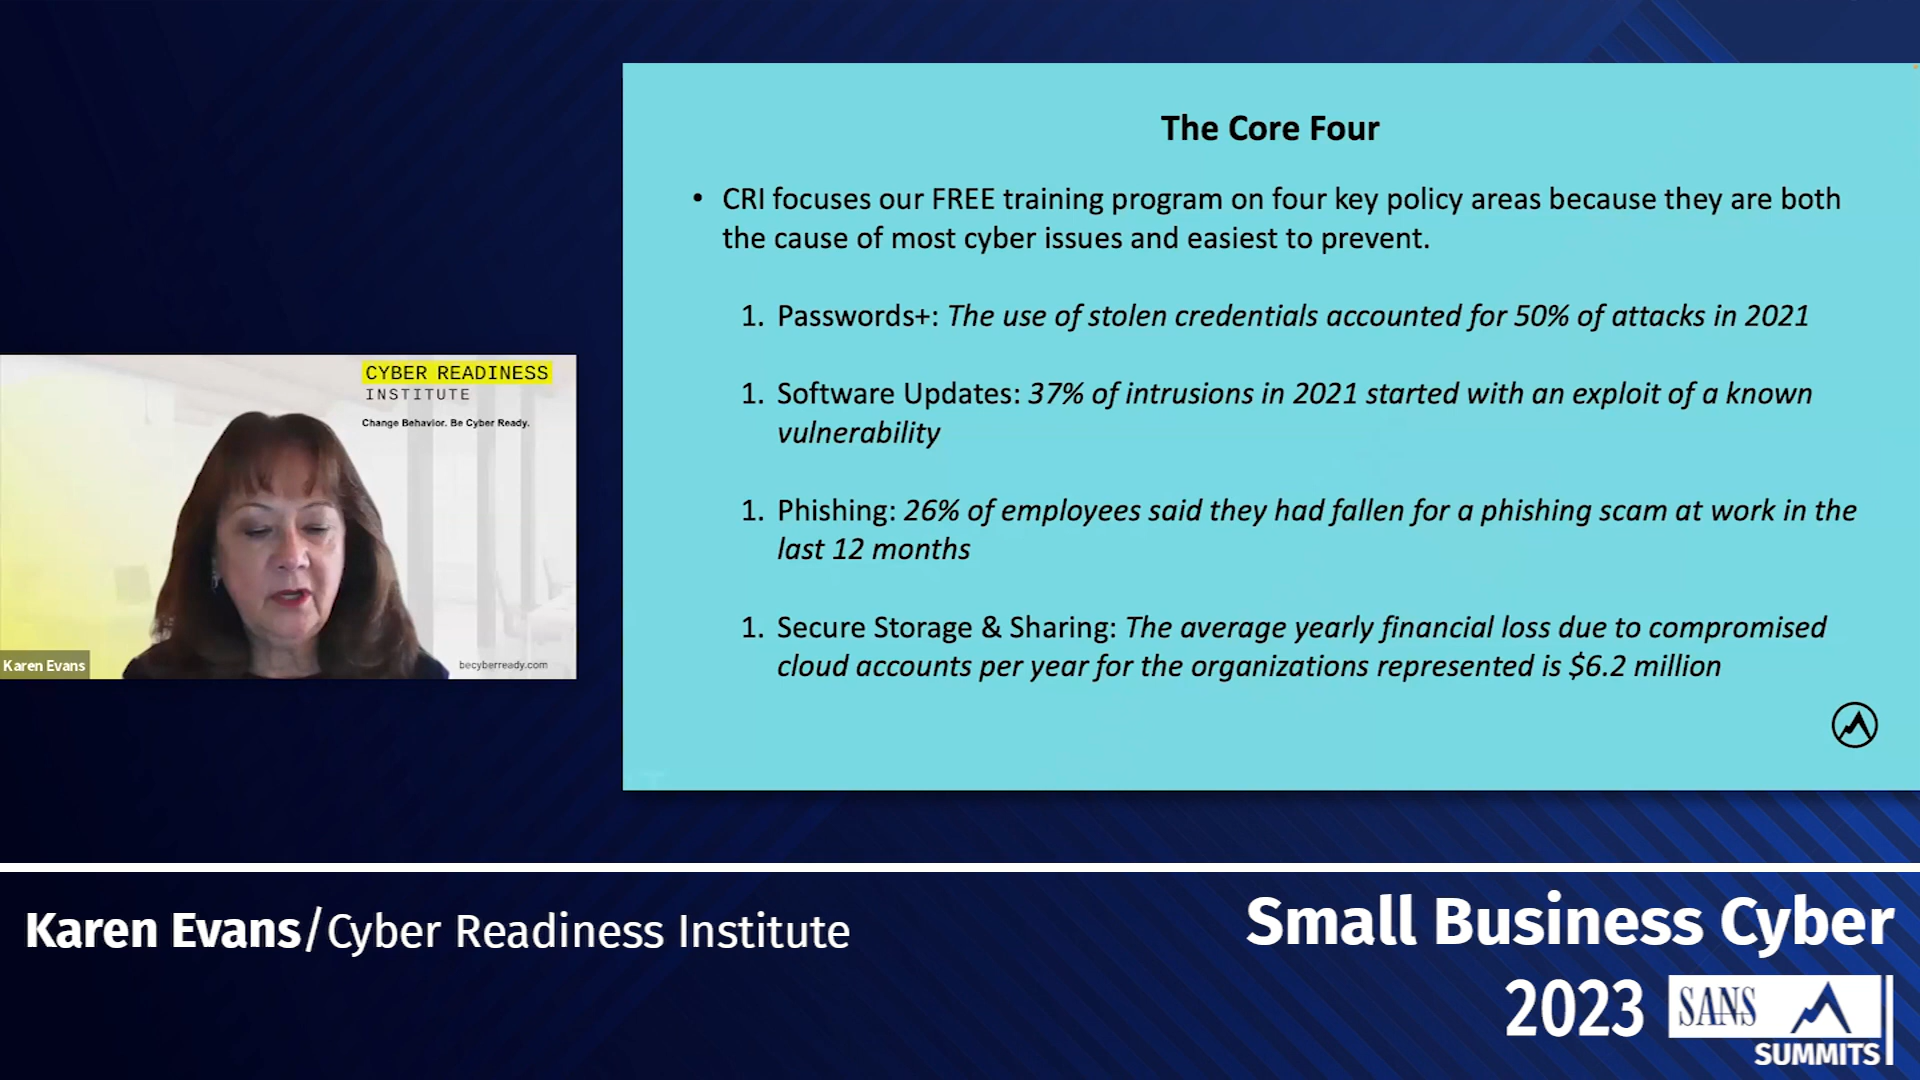 The Core Four
• CRI focuses our FREE training program on four key policy areas because they are both
the cause of most cyber issues and easiest to prevent.
1. Passwords+: The use of stolen credentials accounted for 50% of attacks in 2021
1. Software Updates: 37% of intrusions in 2021 started with an exploit of a known
vulnerability
1. Phishing: 26% of employees said they had fallen for a phishing scam at work in the
last 12 months
1. Secure Storage & Sharing: The average yearly financial loss due to compromised
cloud accounts per year for the organizations represented is $6.2 million
CYBER READINESS
INSTITUTE
Change Behavior. Be Cyber Ready.
Karen Evans
becyberready.com
Karen Evans/Cyber Readiness Institute
Small Business Cyber
2023
SANS
SUMMITS